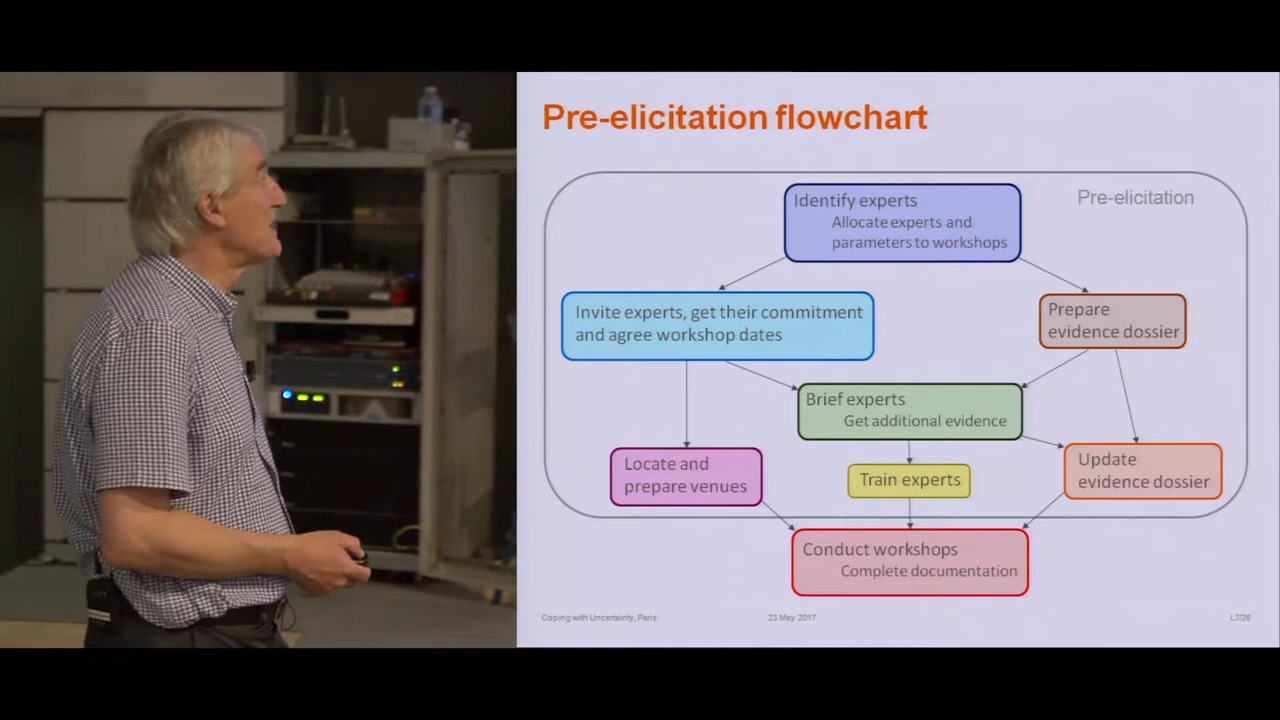 Pre-elicitation flowchart
Pre-elicitation
Identify experts
Allocate experts and
parameters to workshops
Invite experts, get their commitment
and agree workshop dates
Prepare
evidence dossier
Brief experts
Get additional evidence
Locate and
prepare venues
Train experts
Update
evidence dossier
Conduct workshops
Complete documentation
Coping with Uncertainty, Paris
23 May 2017
L7/26